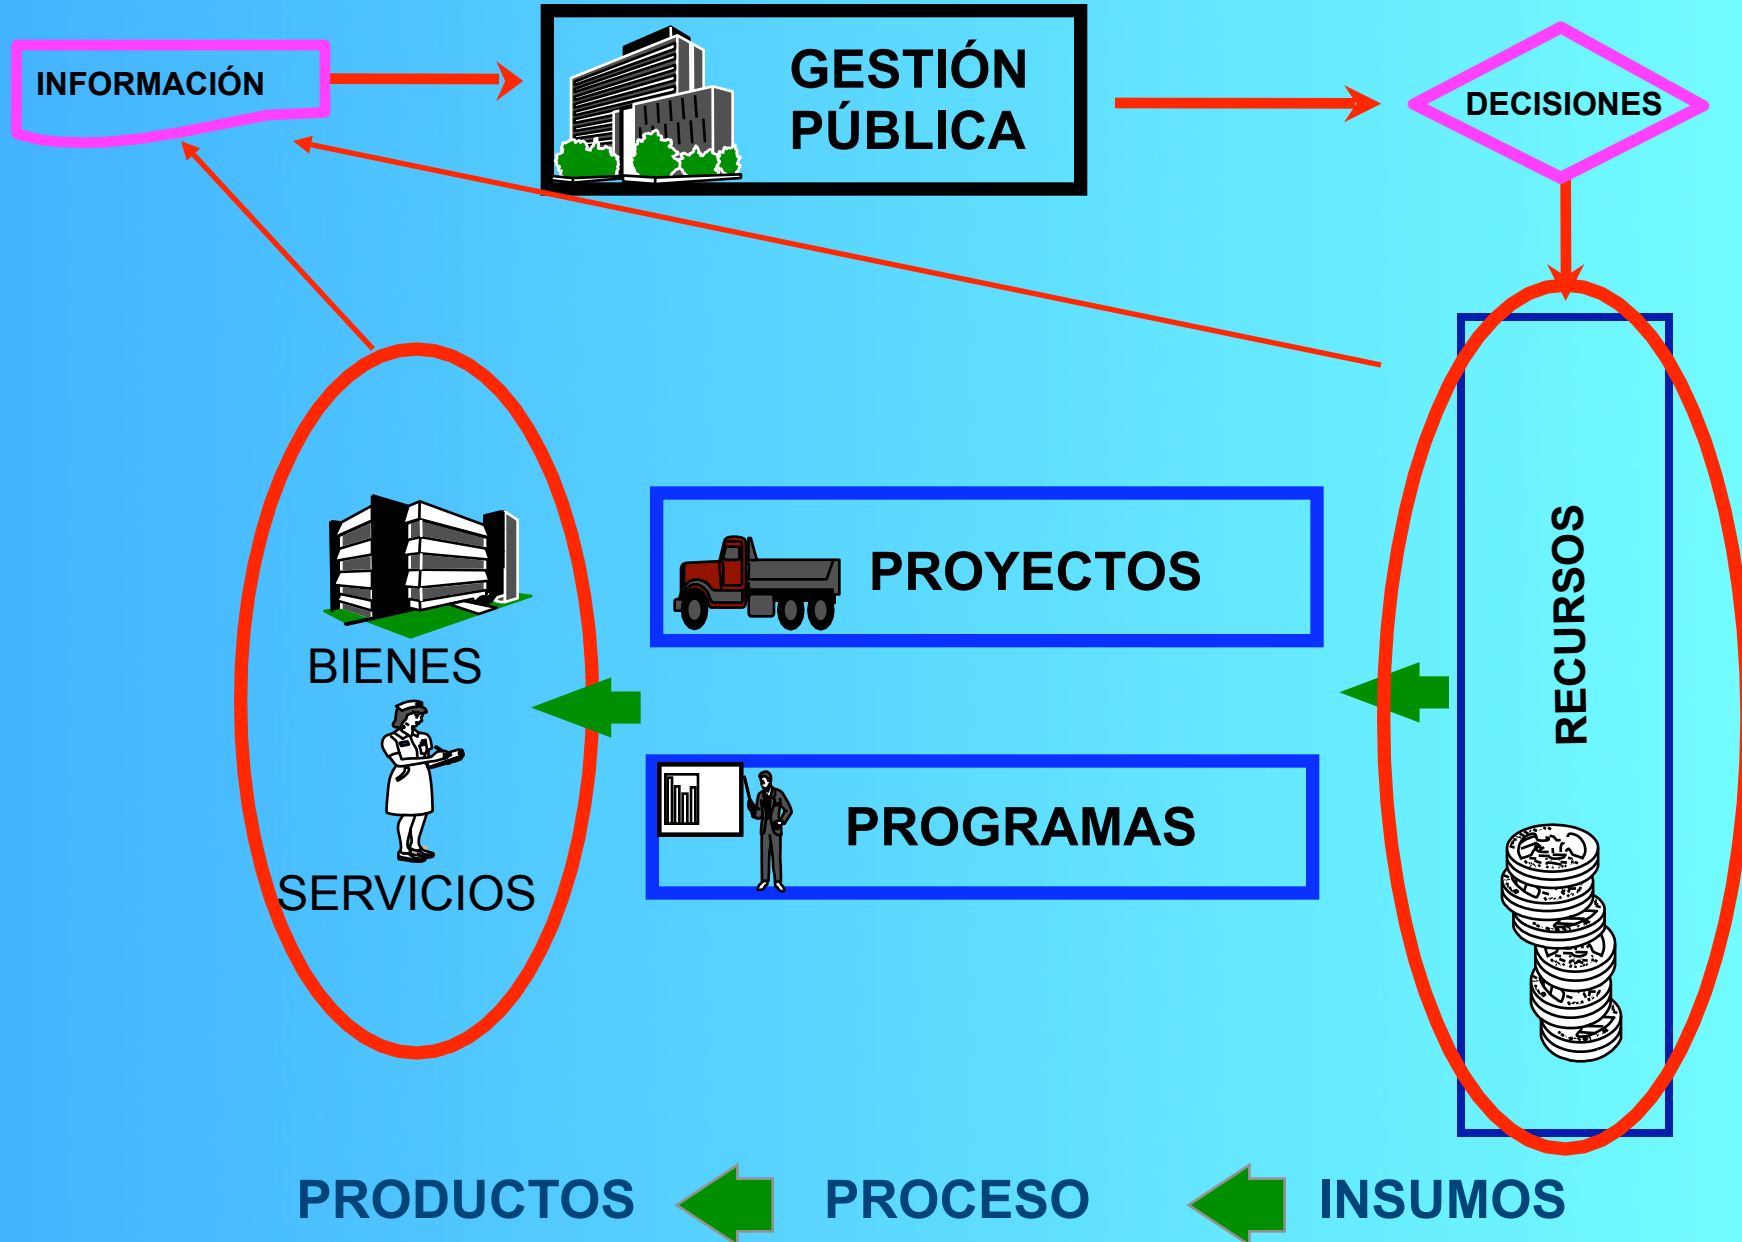 INFORMACIÓN
GESTIÓN
PÚBLICA
DECISIONES
PROYECTOS
RECURSOS
BIENES
PROGRAMAS
SERVICIOS
PRODUCTOS
PROCESO
INSUMOS